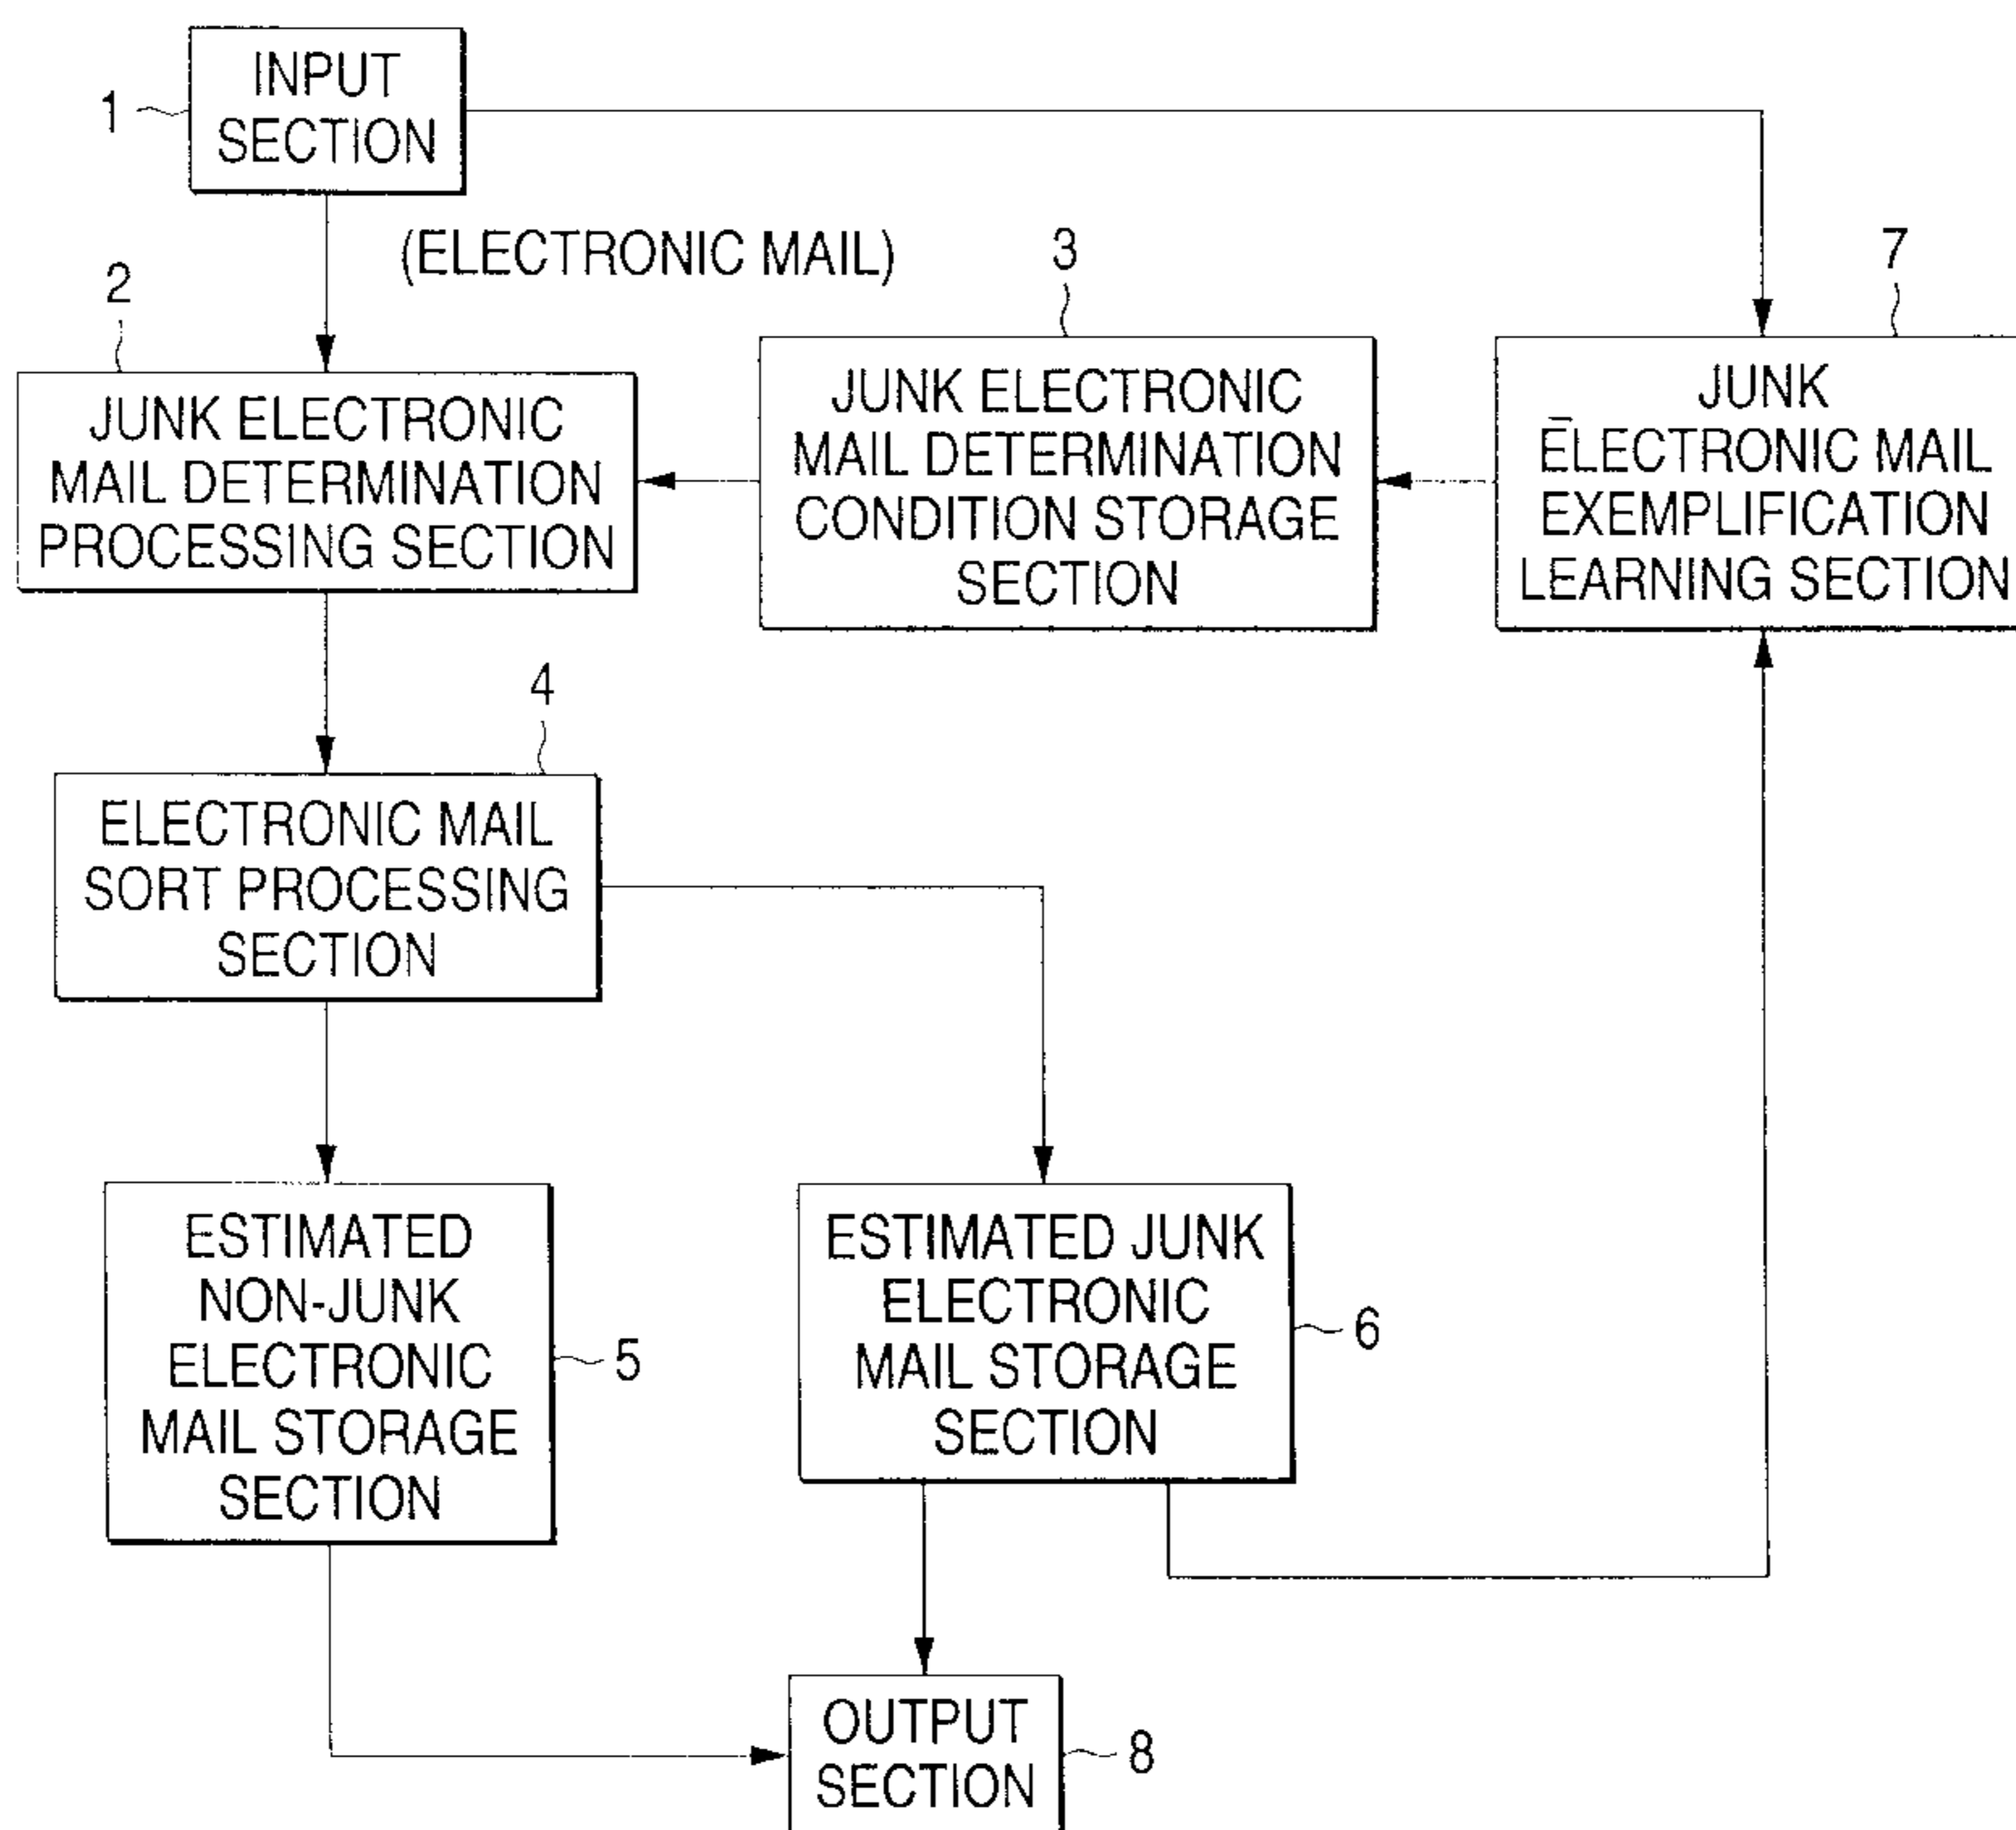 INPUT
SECTION
1
(ELECTRONIC MAIL)
2
JUNK ELECTRONIC
MAIL DETERMINATION
PROCESSING SECTION
3
JUNK ELECTRONIC
MAIL DETERMINATION
CONDITION STORAGE
SECTION
7
JUNK
ELECTRONIC MAIL
EXEMPLIFICATION
LEARNING SECTION
4
ELECTRONIC MAIL
SORT PROCESSING
SECTION
ESTIMATED
NON-JUNK
ELECTRONIC
MAIL STORAGE
SECTION
5
ESTIMATED JUNK
ELECTRONIC
MAIL STORAGE
SECTION
6
OUTPUT
SECTION
8